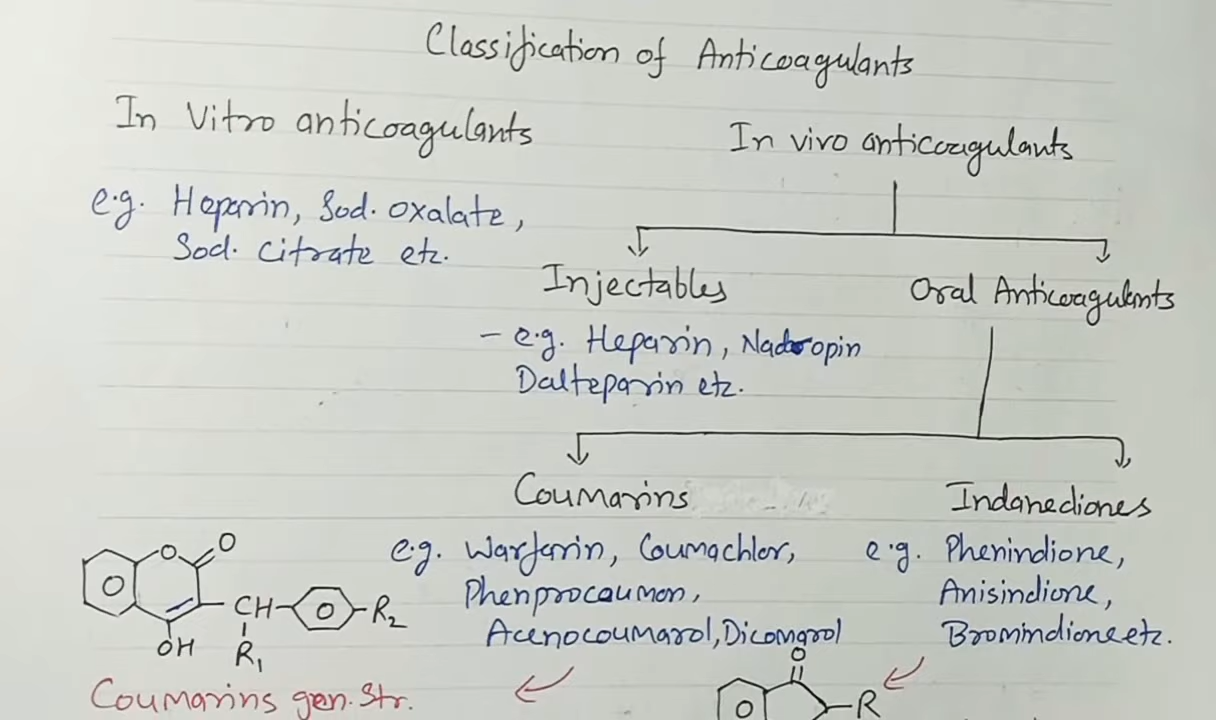 Classification of Anticoagulants
In Vitro anticoagulants
In vivo anticoagulants
e.g. Heparin, Sod. oxalate,
Sod. Citrate etc.
Injectables
Oral Anticoagulants
- e.g. Heparin, Nadropin
Dalteparin etc.
Coumarins
Indanediones
e.g. Warfarin, Coumachlor,
Phenprocoumon,
Acenocoumarol, Dicomarol
e.g. Phenindione,
Anisindione,
Bromindione etc.
O O
O CH O R2
OH R1
Coumarins gen. Str.
O
O R